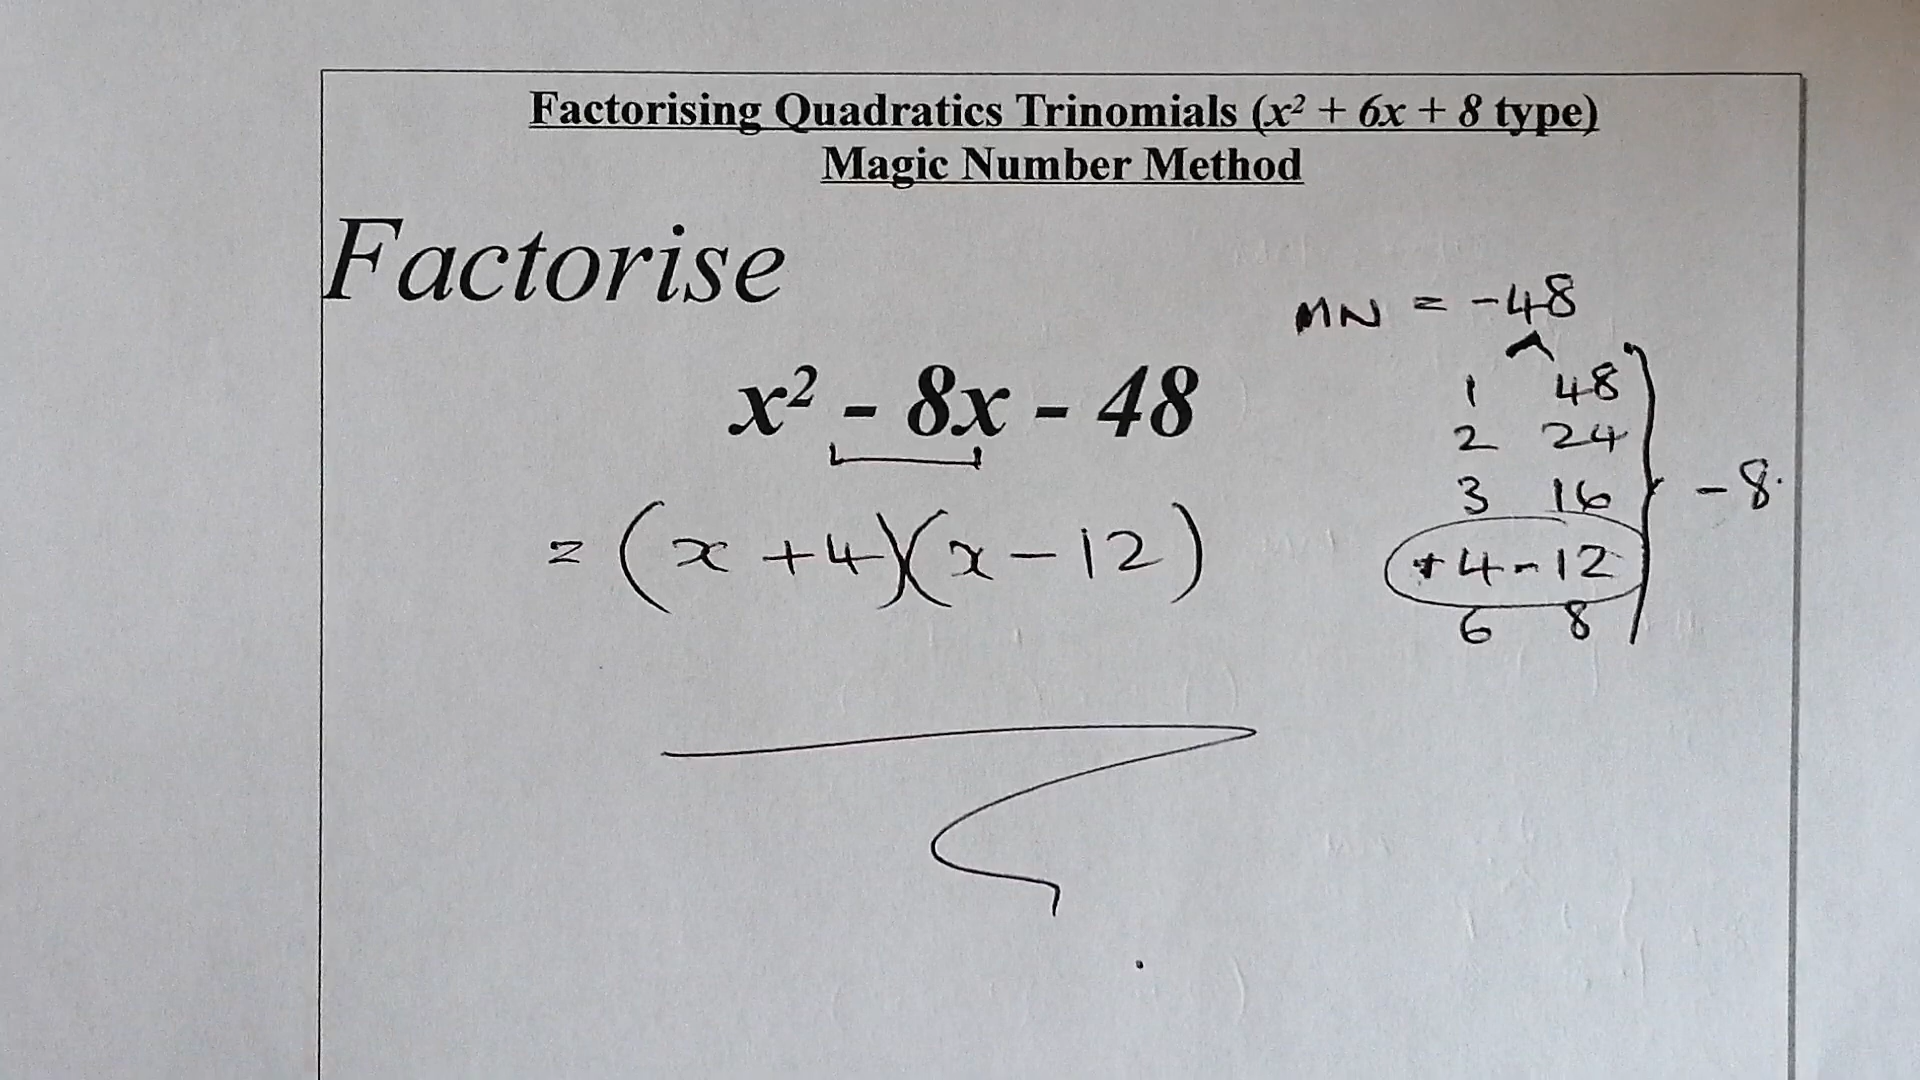 Factorising Quadratics Trinomials (x² + 6x + 8 type)
Magic Number Method
Factorise
MN = -48
x² - 8x - 48
1 48
2 24
3 16
+4 -12
6 8
-8.
= (x + 4)(x - 12)